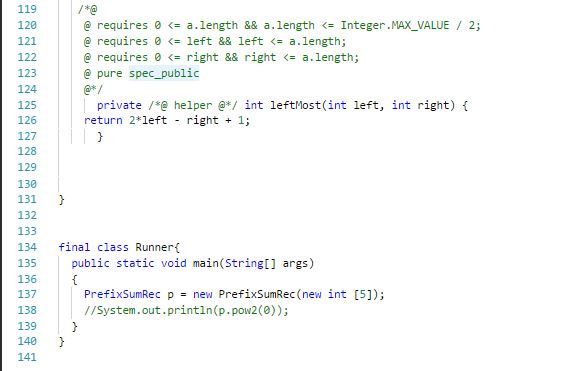 119 /*@
120 @ requires 0 <= a.length && a.length <= Integer.MAX_VALUE / 2;
121 @ requires 0 <= left && left <= a.length;
122 @ requires 0 <= right && right <= a.length;
123 @ pure spec_public
124 @*/
125 private /*@ helper @*/ int leftMost(int left, int right) {
126 return 2*left - right + 1;
127 }
128
129
130
131 }
132
133
134 final class Runner{
135 public static void main(String[] args)
136 {
137 PrefixSumRec p = new PrefixSumRec(new int [5]);
138 //System.out.println(p.pow2(0));
139 }
140 }
141